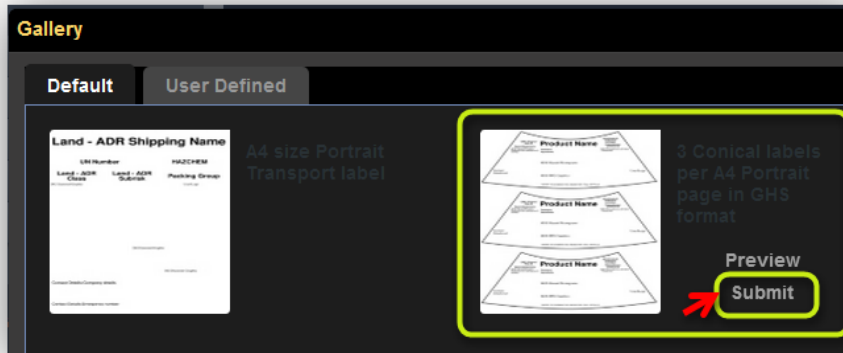 Gallery
Default
User Defined
Land - ADR Shipping Name
UN Number HAZCHEM
Land - ADR Class
Land - ADR Subrisk
Packing Group
A4 size Portrait
Transport label
Product Name
Product Name
Product Name
3 Conical labels
per A4 Portrait
page in GHS
format
Preview
Submit